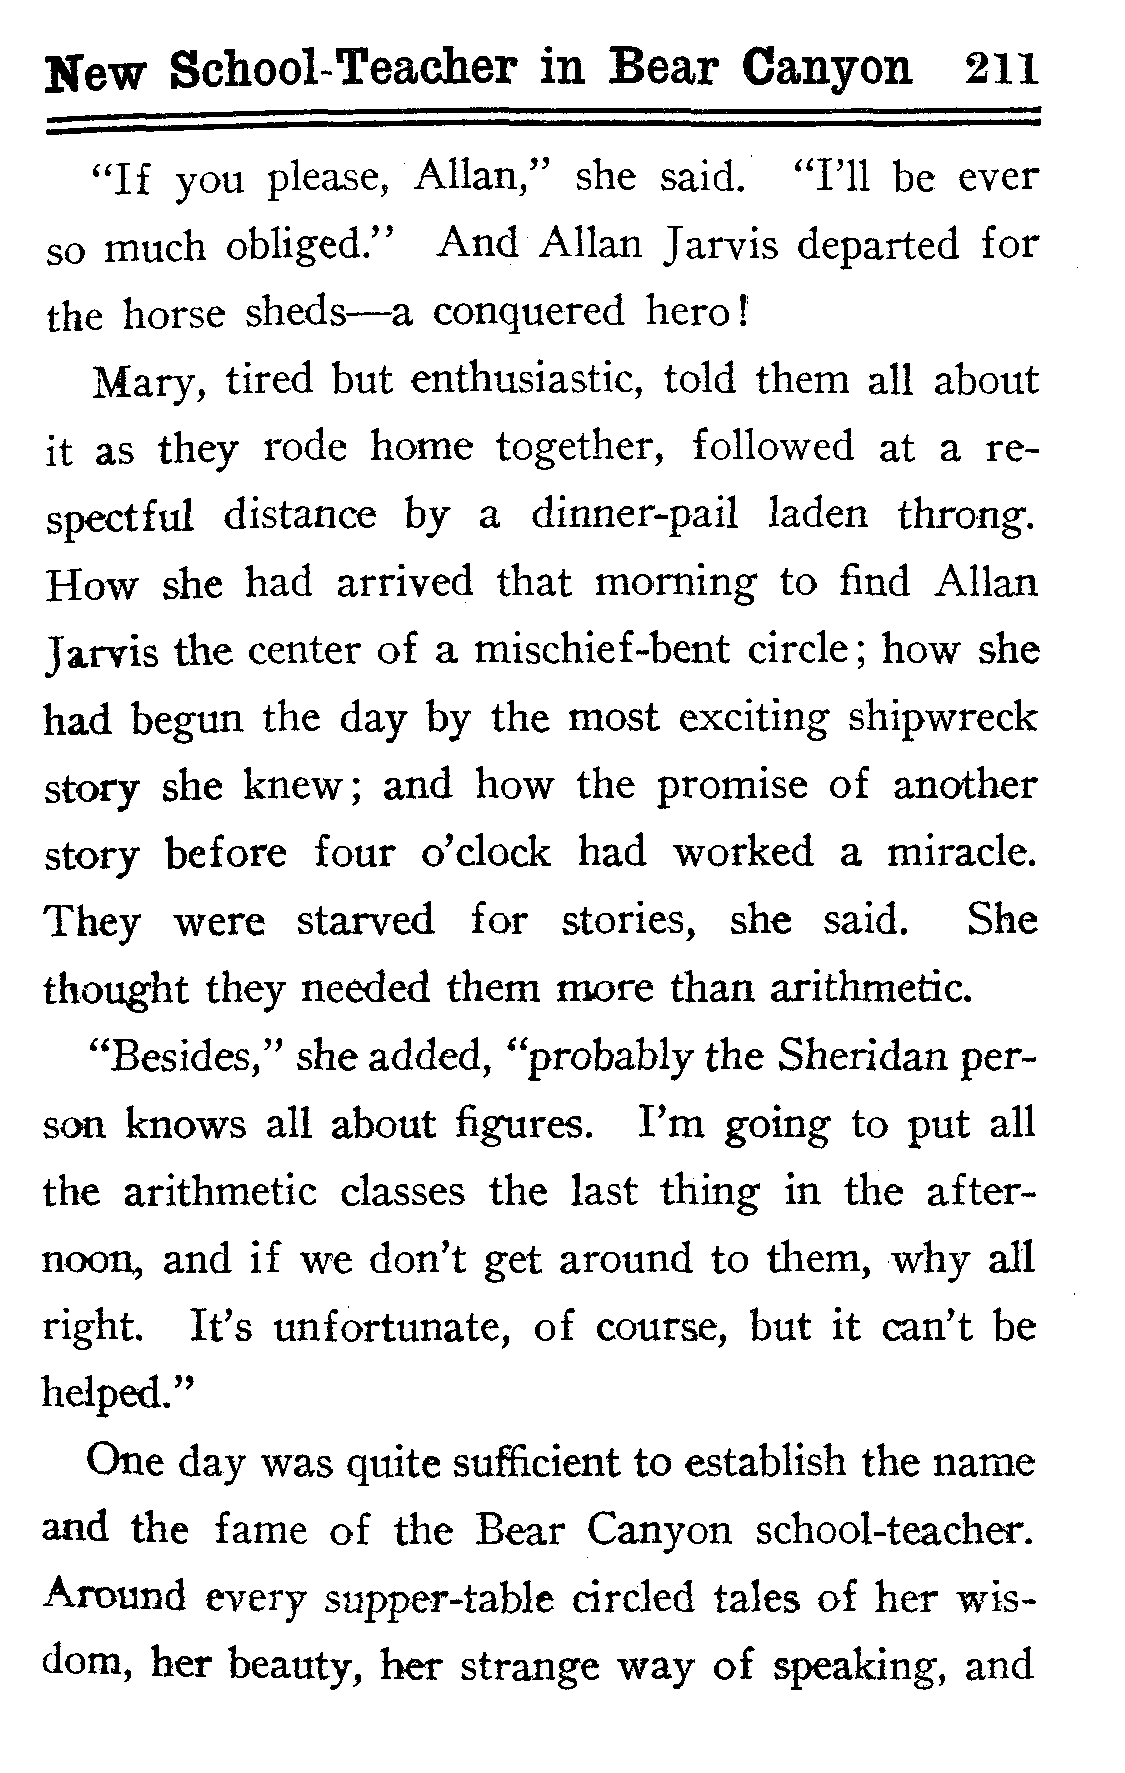 New School-Teacher in Bear Canyon 211
“If you please, Allan,” she said. “I’ll be ever
so much obliged.” And Allan Jarvis departed for
the horse sheds—a conquered hero!
Mary, tired but enthusiastic, told them all about
it as they rode home together, followed at a re-
spectful distance by a dinner-pail laden throng.
How she had arrived that morning to find Allan
Jarvis the center of a mischief-bent circle; how she
had begun the day by the most exciting shipwreck
story she knew; and how the promise of another
story before four o’clock had worked a miracle.
They were starved for stories, she said. She
thought they needed them more than arithmetic.
“Besides,” she added, “probably the Sheridan per-
son knows all about figures. I’m going to put all
the arithmetic classes the last thing in the after-
noon, and if we don’t get around to them, why all
right. It’s unfortunate, of course, but it can’t be
helped.”
One day was quite sufficient to establish the name
and the fame of the Bear Canyon school-teacher.
Around every supper-table circled tales of her wis-
dom, her beauty, her strange way of speaking, and